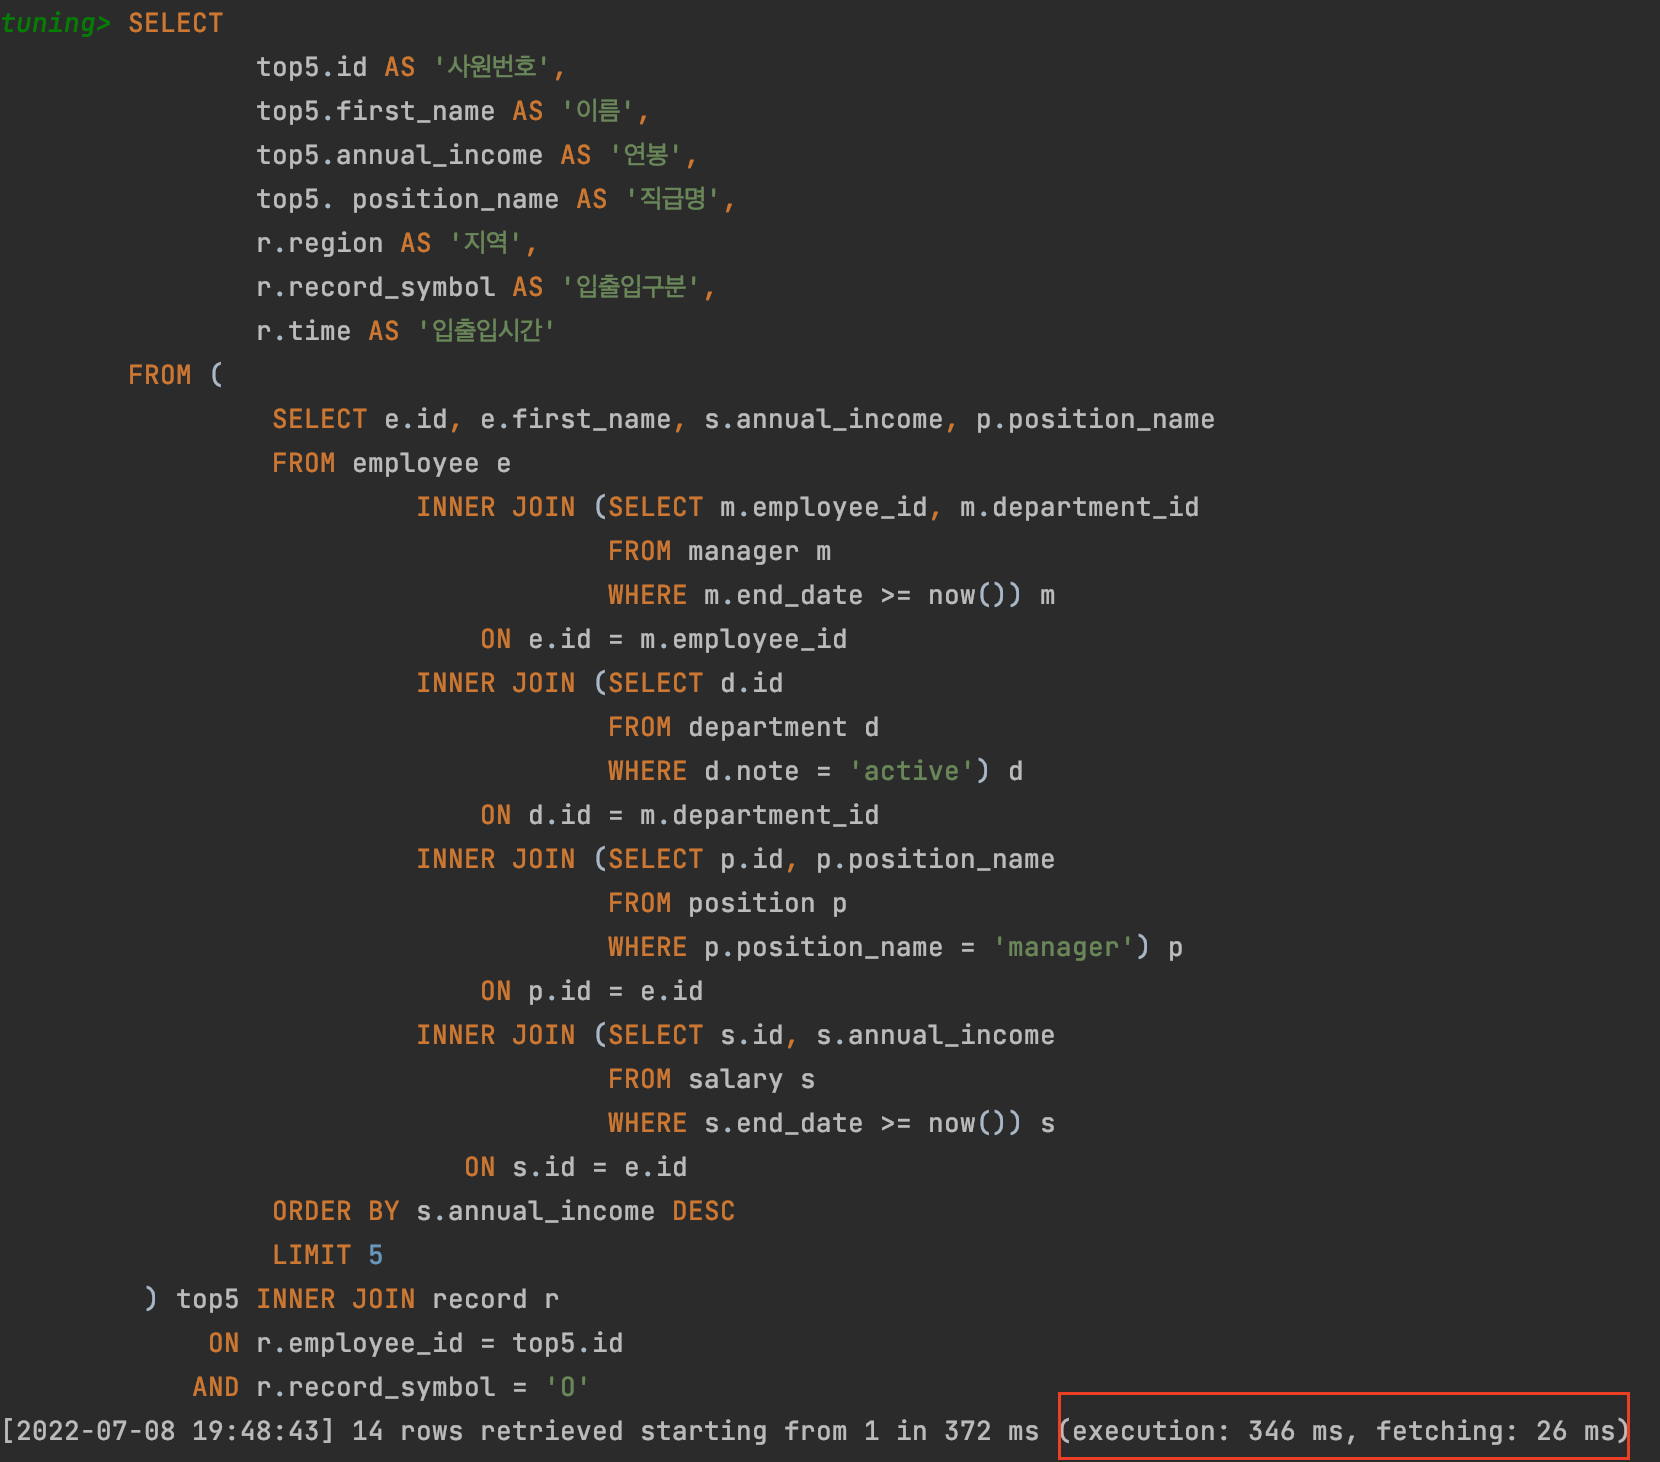 tuning> SELECT
top5.id AS '사원번호',
top5.first_name AS '이름',
top5.annual_income AS '연봉',
top5. position_name AS '직급명',
r.region AS '지역',
r.record_symbol AS '입출입구분',
r.time AS '입출입시간'
FROM (
SELECT e.id, e.first_name, s.annual_income, p.position_name
FROM employee e
INNER JOIN (SELECT m.employee_id, m.department_id
FROM manager m
WHERE m.end_date >= now()) m
ON e.id = m.employee_id
INNER JOIN (SELECT d.id
FROM department d
WHERE d.note = 'active') d
ON d.id = m.department_id
INNER JOIN (SELECT p.id, p.position_name
FROM position p
WHERE p.position_name = 'manager') p
ON p.id = e.id
INNER JOIN (SELECT s.id, s.annual_income
FROM salary s
WHERE s.end_date >= now()) s
ON s.id = e.id
ORDER BY s.annual_income DESC
LIMIT 5
) top5 INNER JOIN record r
ON r.employee_id = top5.id
AND r.record_symbol = 'O'
[2022-07-08 19:48:43] 14 rows retrieved starting from 1 in 372 ms (execution: 346 ms, fetching: 26 ms)